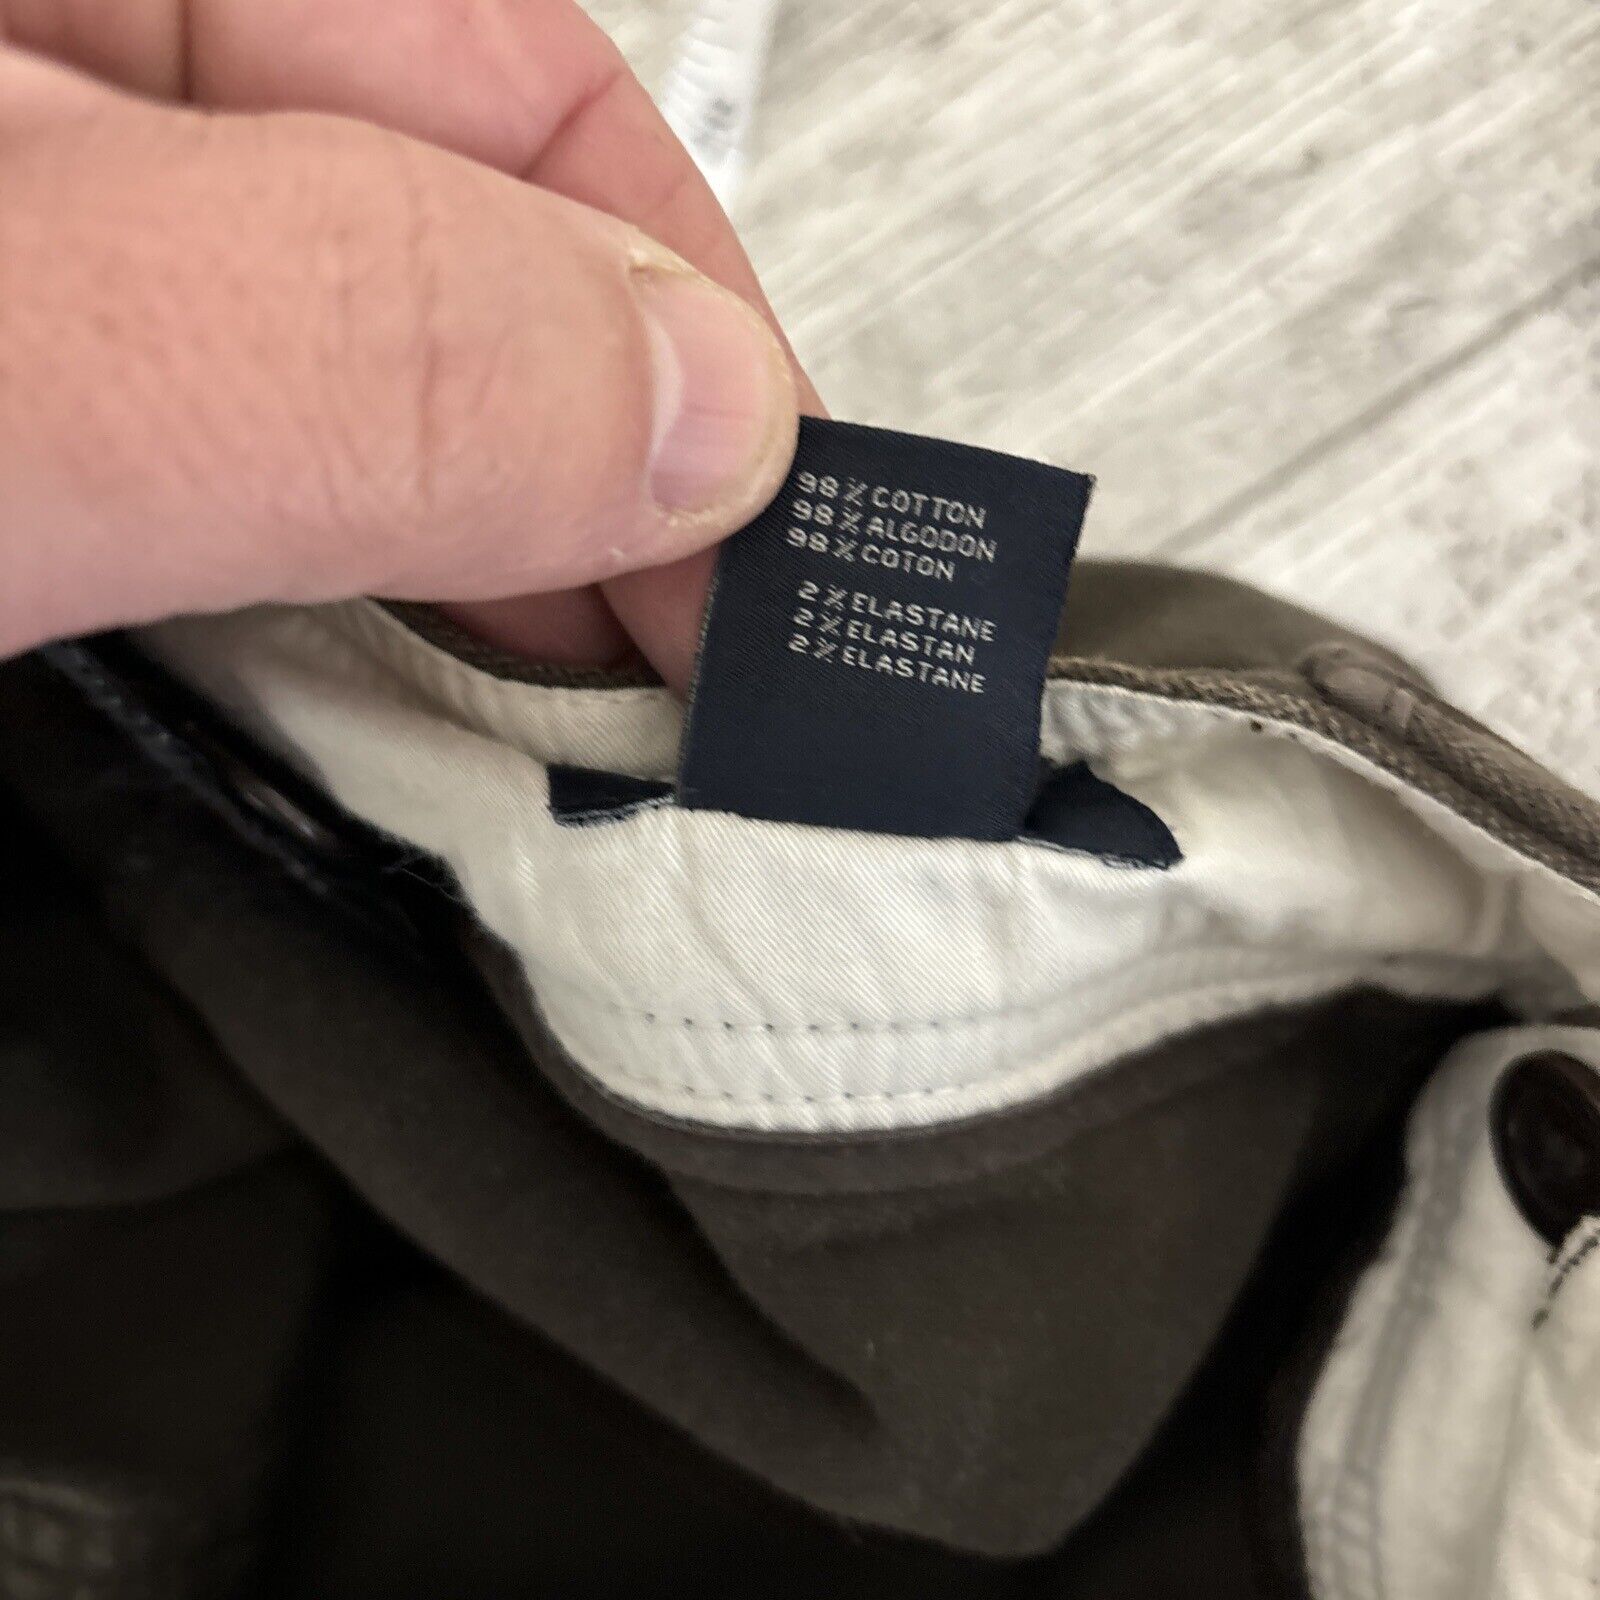 98% COTTON
98% ALGODON
98% COTON
2% ELASTANE
2% ELASTAN
2% ELASTANE